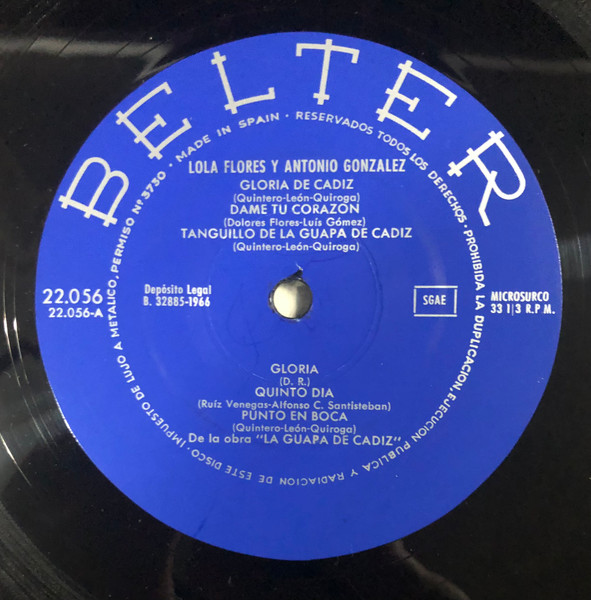 BELTER
IMPUESTO DE LUJO A METALICO, PERMISO Nº 3730 · MADE IN SPAIN · RESERVADOS TODOS LOS DERECHOS · PROHIBIDA LA DUPLICACION, EJECUCION PUBLICA Y RADIACION DE ESTE DISCO ·
LOLA FLORES Y ANTONIO GONZALEZ
GLORIA DE CADIZ
(Quintero-León-Quiroga)
DAME TU CORAZON
(Dolores Flores-Luís Gómez)
TANGUILLO DE LA GUAPA DE CADIZ
(Quintero-León-Quiroga)
22.056
22.056-A
Depòsito Legal
B. 32885-1966
SGAE
MICROSURCO
33 1|3 R.P.M.
GLORIA
(D. R.)
QUINTO DIA
(Ruíz Venegas-Alfonso C. Santisteban)
PUNTO EN BOCA
(Quintero-León-Quiroga)
De la obra "LA GUAPA DE CADIZ"